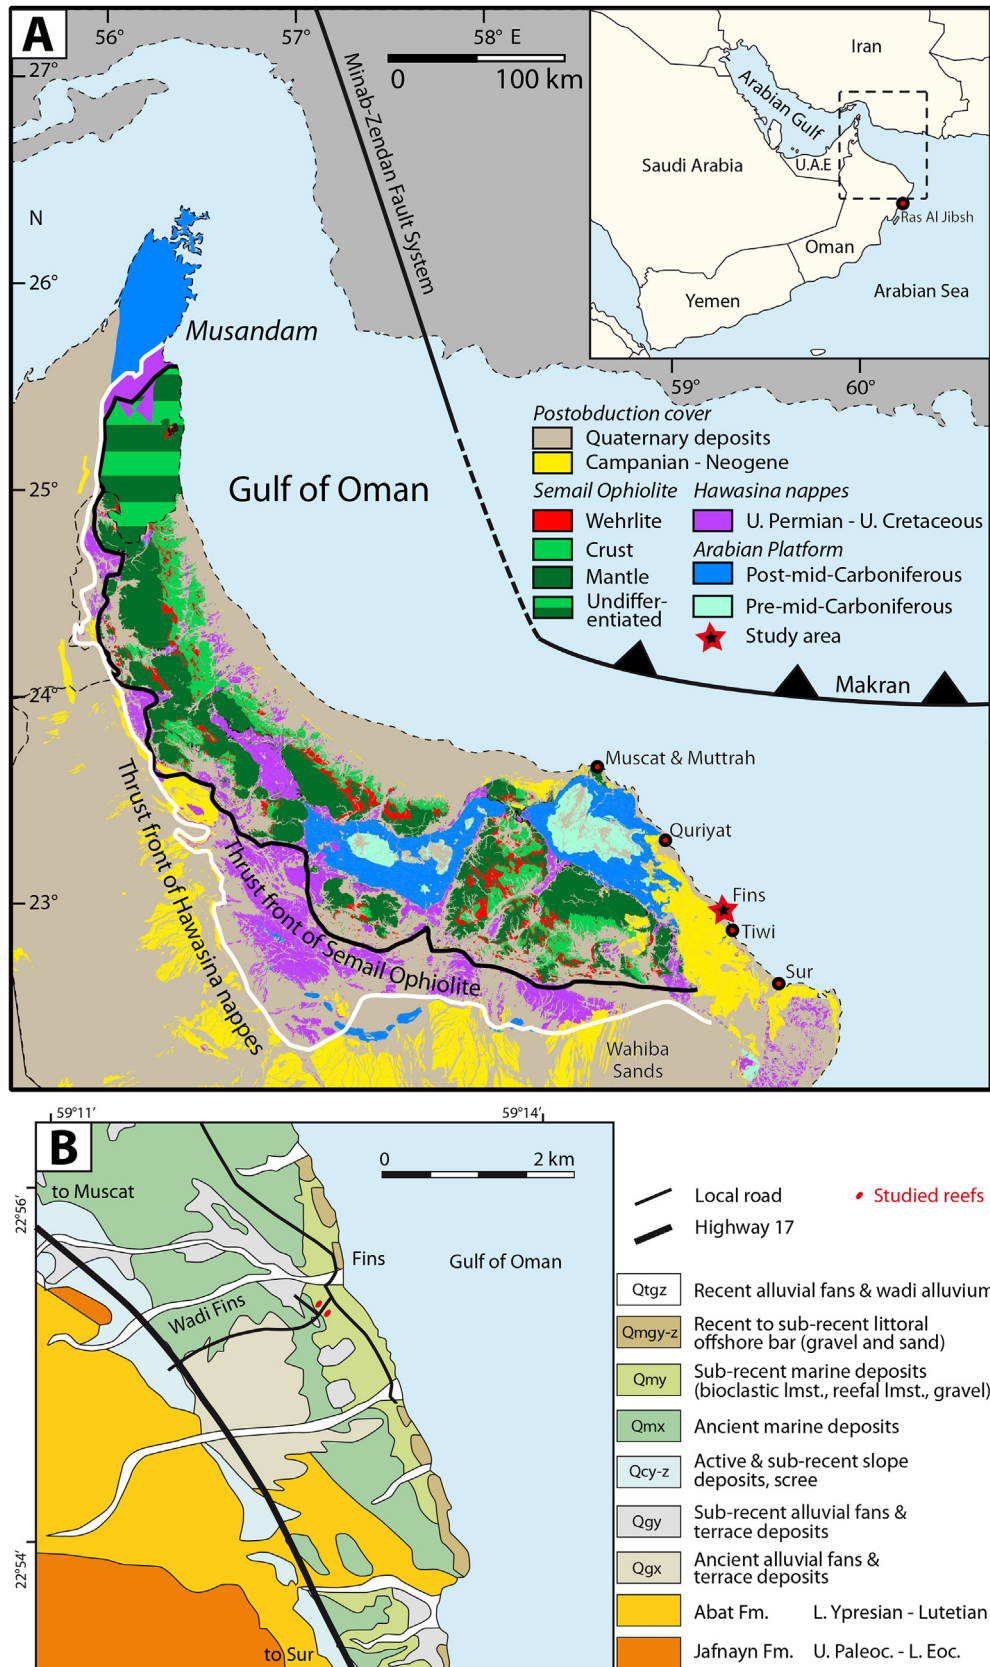 A
56°
57°
58° E
27°
0
100 km
Minab-Zendan Fault System
Iran
Arabian Gulf
Saudi Arabia
U.A.E
Ras Al Jibsh
Oman
Yemen
Arabian Sea
N
26°
Musandam
59°
60°
25°
Gulf of Oman
Postobduction cover
Quaternary deposits
Campanian - Neogene
Semail Ophiolite
Hawasina nappes
Wehrlite
U. Permian - U. Cretaceous
Crust
Arabian Platform
Mantle
Post-mid-Carboniferous
Undiffer-
entiated
Pre-mid-Carboniferous
Study area
24°
Makran
Muscat & Muttrah
Quriyat
Thrust front of Hawasina nappes
Thrust front of Semail Ophiolite
23°
Fins
Tiwi
Sur
Wahiba
Sands
B
59°11′
59°14′
0
2 km
to Muscat
22°56′
Fins
Gulf of Oman
Wadi Fins
22°54′
to Sur
Local road
Studied reefs
Highway 17
Qtgz
Recent alluvial fans & wadi alluvium
Qmgy-z
Recent to sub-recent littoral
offshore bar (gravel and sand)
Qmy
Sub-recent marine deposits
(bioclastic lmst., reefal lmst., gravel)
Qmx
Ancient marine deposits
Qcy-z
Active & sub-recent slope
deposits, scree
Qgy
Sub-recent alluvial fans &
terrace deposits
Qgx
Ancient alluvial fans &
terrace deposits
Abat Fm. L. Ypresian - Lutetian
Jafnayn Fm. U. Paleoc. - L. Eoc.